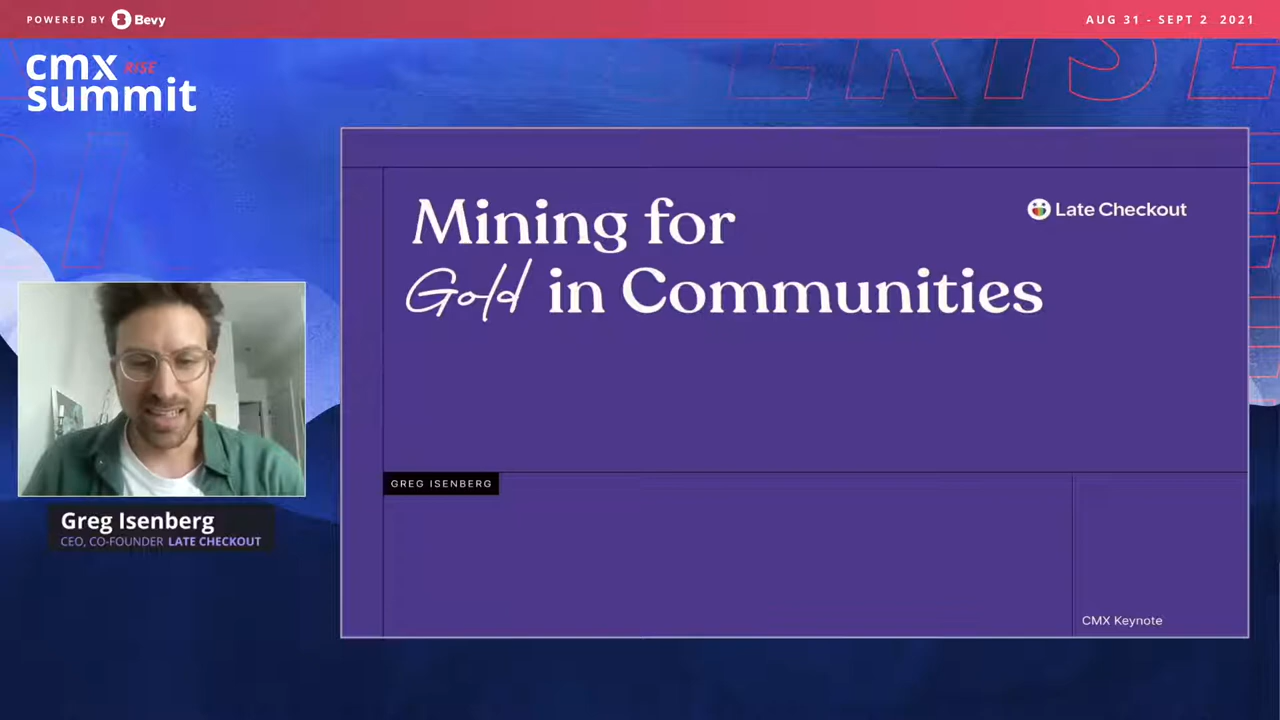 POWERED BY Bevy
AUG 31 - SEPT 2 2021
cmx RISE
summit
Mining for
Gold in Communities
Late Checkout
GREG ISENBERG
Greg Isenberg
CEO, CO-FOUNDER LATE CHECKOUT
CMX Keynote